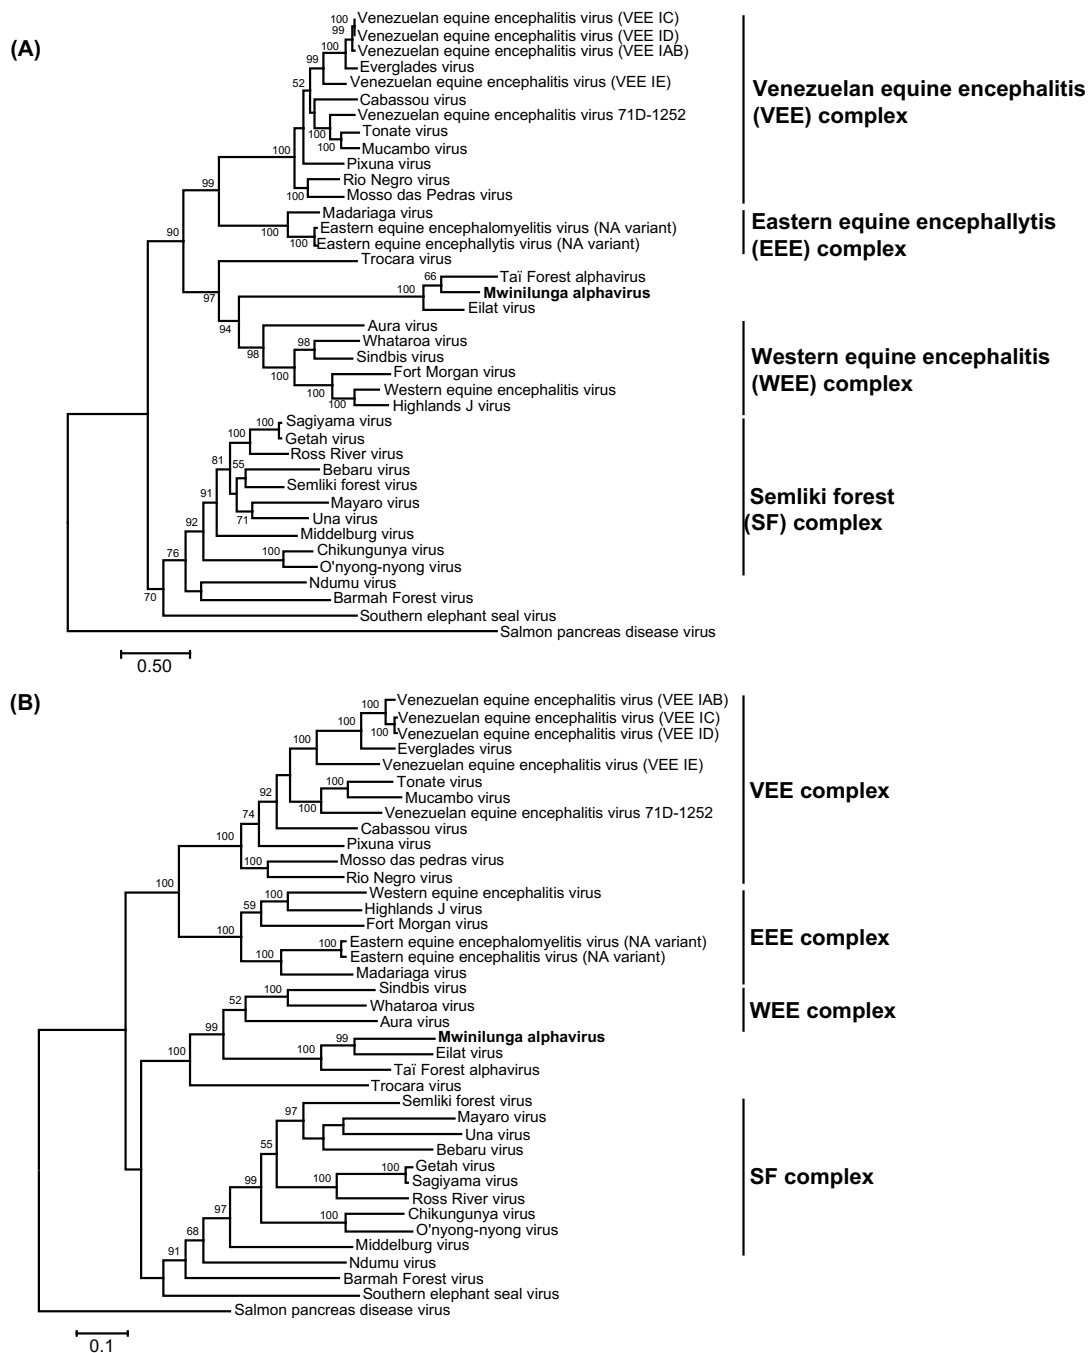 (A)
100
Venezuelan equine encephalitis virus (VEE IC)
99
Venezuelan equine encephalitis virus (VEE ID)
100
Venezuelan equine encephalitis virus (VEE IAB)
99
Everglades virus
52
Venezuelan equine encephalitis virus (VEE IE)
Cabassou virus
Venezuelan equine encephalitis virus 71D-1252
100
Tonate virus
100
Mucambo virus
100
Pixuna virus
Rio Negro virus
100
Mosso das Pedras virus
Venezuelan equine encephalitis
(VEE) complex
99
Madariaga virus
100
Eastern equine encephalomyelitis virus (NA variant)
100
Eastern equine encephallytis virus (NA variant)
Eastern equine encephallytis
(EEE) complex
90
Trocara virus
97
66
Taï Forest alphavirus
100
Mwinilunga alphavirus
Eilat virus
94
Aura virus
98
98
Whataroa virus
Sindbis virus
100
Fort Morgan virus
100
Western equine encephalitis virus
100
Highlands J virus
Western equine encephalitis
(WEE) complex
100
Sagiyama virus
100
Getah virus
Ross River virus
81
55
Bebaru virus
Semliki forest virus
91
Mayaro virus
71
Una virus
92
Middelburg virus
76
100
Chikungunya virus
O'nyong-nyong virus
Semliki forest
(SF) complex
Ndumu virus
70
Barmah Forest virus
Southern elephant seal virus
Salmon pancreas disease virus
0.50
(B)
100
Venezuelan equine encephalitis virus (VEE IAB)
100
Venezuelan equine encephalitis virus (VEE IC)
100
Venezuelan equine encephalitis virus (VEE ID)
100
Everglades virus
Venezuelan equine encephalitis virus (VEE IE)
100
Tonate virus
92
Mucambo virus
100
Venezuelan equine encephalitis virus 71D-1252
74
Cabassou virus
100
Pixuna virus
100
Mosso das pedras virus
Rio Negro virus
VEE complex
100
100
Western equine encephalitis virus
59
Highlands J virus
Fort Morgan virus
100
100
Eastern equine encephalomyelitis virus (NA variant)
100
Eastern equine encephalitis virus (NA variant)
Madariaga virus
EEE complex
100
Sindbis virus
52
Whataroa virus
Aura virus
WEE complex
99
99
Mwinilunga alphavirus
100
100
Eilat virus
Taï Forest alphavirus
Trocara virus
97
Semliki forest virus
Mayaro virus
Una virus
55
Bebaru virus
100
Getah virus
100
Sagiyama virus
99
Ross River virus
100
Chikungunya virus
97
O'nyong-nyong virus
68
Middelburg virus
SF complex
91
Ndumu virus
Barmah Forest virus
Southern elephant seal virus
Salmon pancreas disease virus
0.1